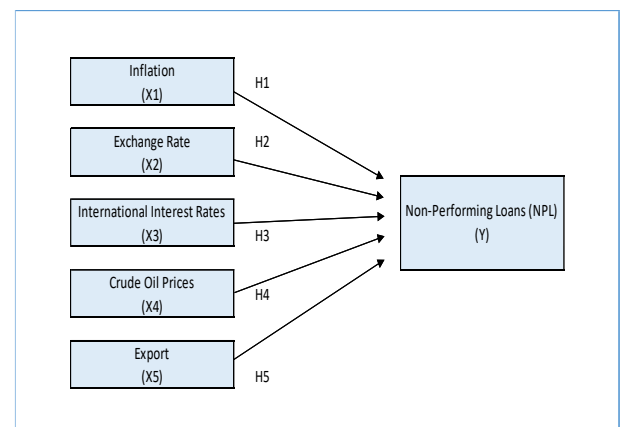 Inflation
(X1)
H1
Exchange Rate
(X2)
H2
International Interest Rates
(X3)
H3
Crude Oil Prices
(X4)
H4
Export
(X5)
H5
Non-Performing Loans (NPL)
(Y)